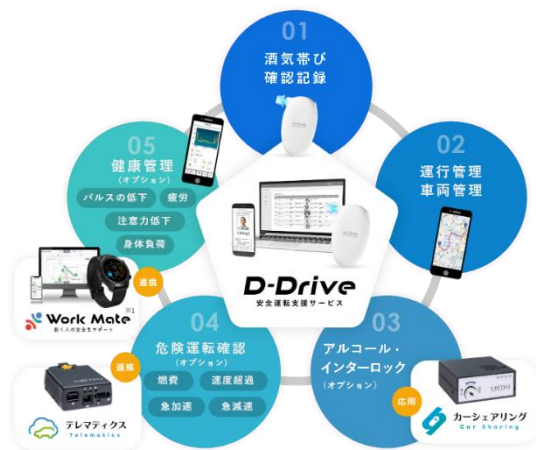 01
酒気帯び
確認記録
02
運行管理
車両管理
03
アルコール・
インターロック
(オプション)
応用
カーシェアリング
Car Sharing
04
危険運転確認
(オプション)
燃費
速度超過
急加速
急減速
連携
テレマティクス
Telematics
05
健康管理
(オプション)
パルスの低下
疲労
注意力低下
身体負荷
連携
Work Mate
※1
働く人の安全をサポート
D-Drive
安全運転支援サービス